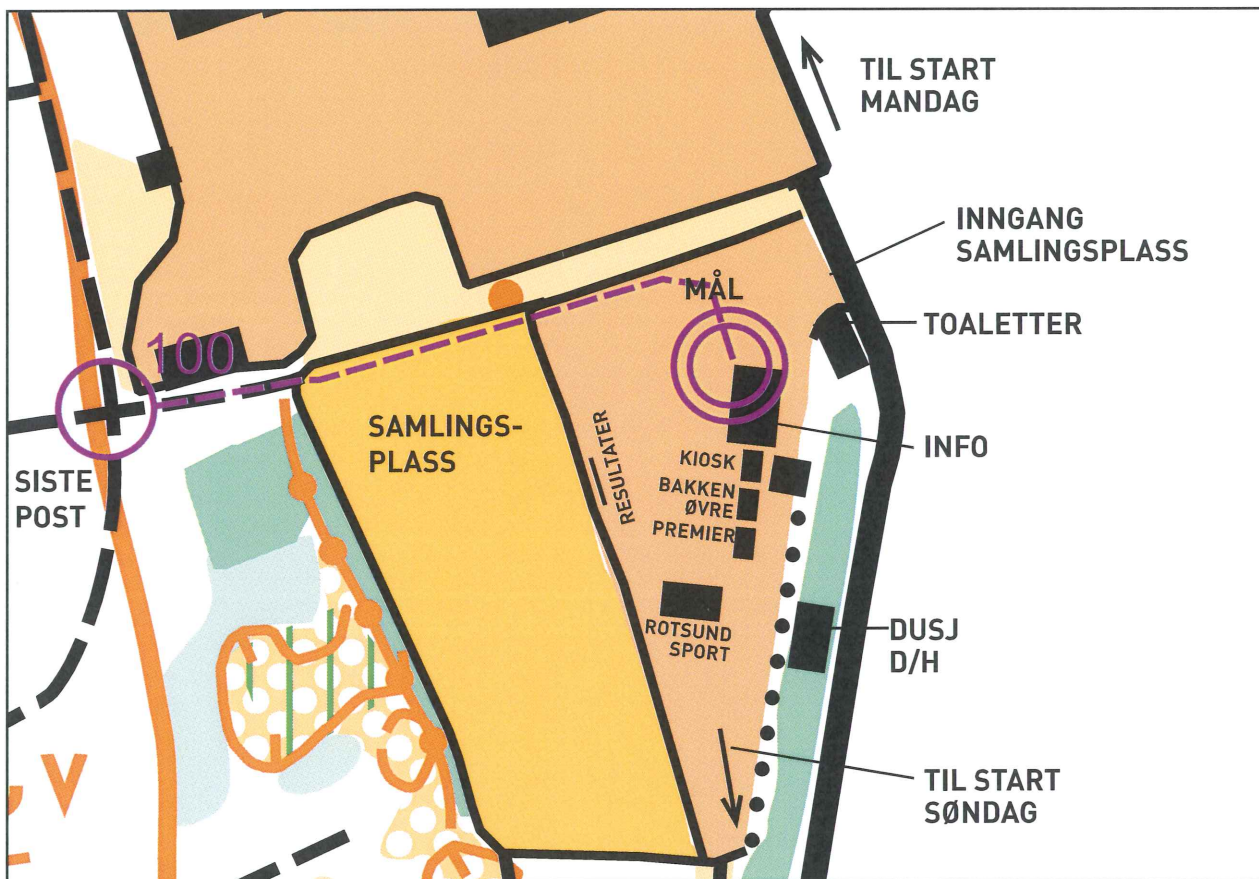 TIL START
MANDAG
INNGANG
SAMLINGSPLASS
MÅL
TOALETTER
100
SAMLINGS-
PLASS
RESULTATER
INFO
KIOSK
BAKKEN
ØVRE
PREMIER
SISTE
POST
ROTSUND
SPORT
DUSJ
D/H
TIL START
SØNDAG